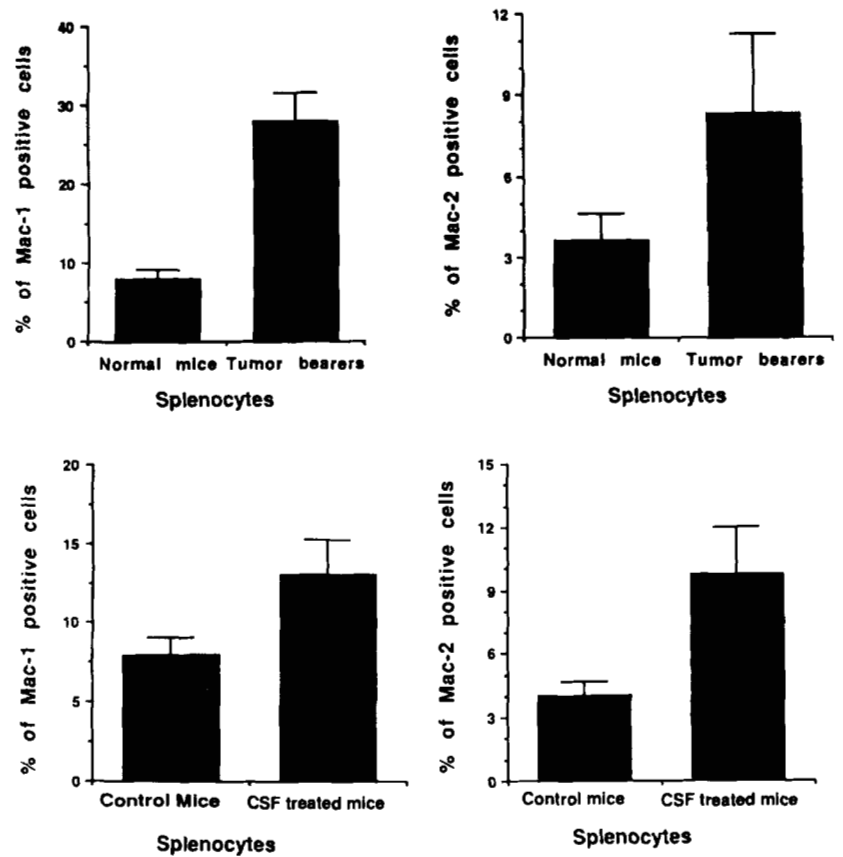 % of Mac-1 positive cells
40
30
20
10
0
Normal mice Tumor bearers
Splenocytes
% of Mac-2 positive cells
12
9
6
3
0
Normal mice Tumor bearers
Splenocytes
% of Mac-1 positive cells
20
15
10
5
0
Control Mice CSF treated mice
Splenocytes
% of Mac-2 positive cells
15
12
9
6
3
0
Control mice CSF treated mice
Splenocytes